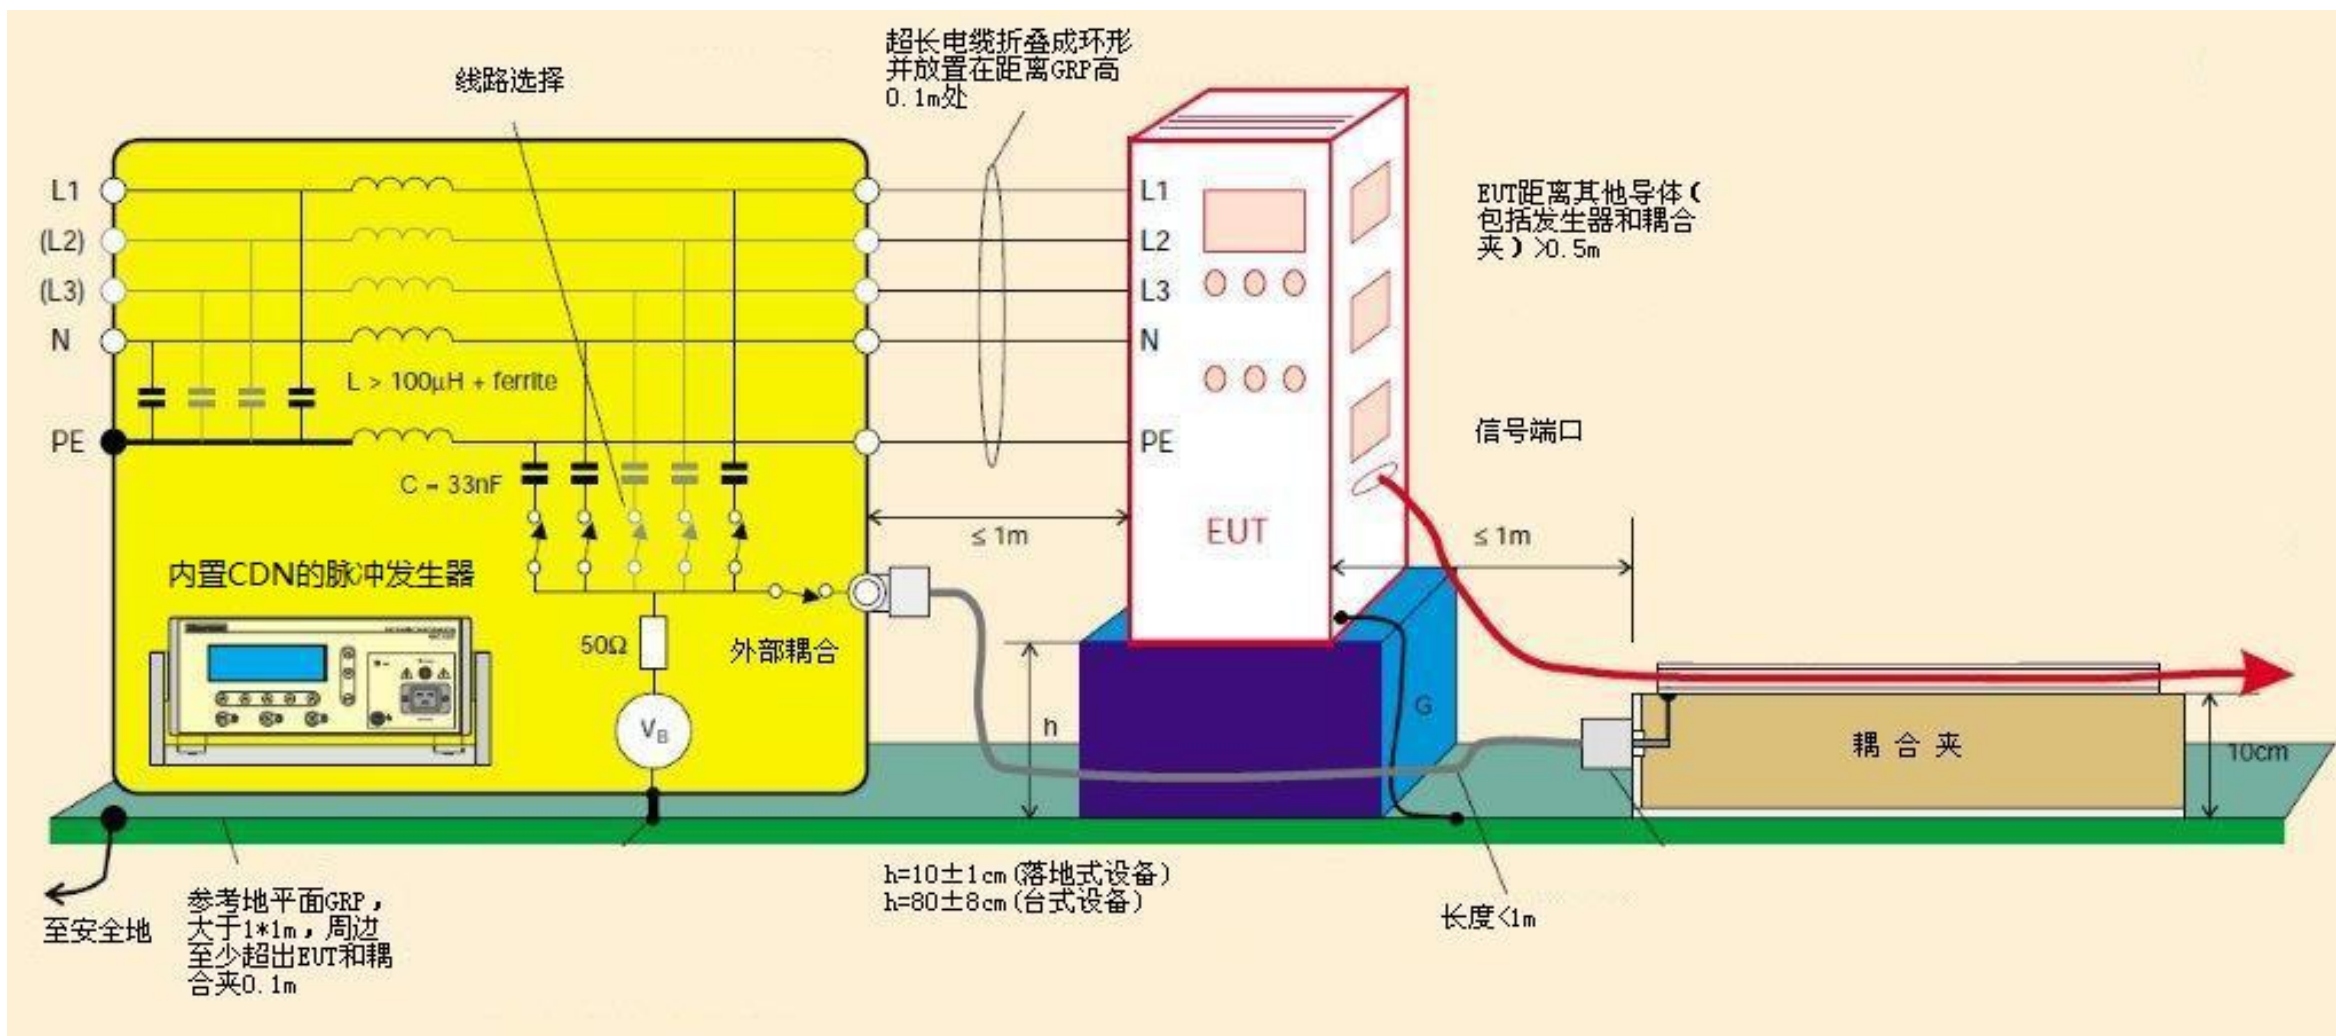 超长电缆折叠成环形
并放置在距离GRP高
0.1m处
线路选择
L1
(L2)
(L3)
N
PE
L > 100μH + ferrite
C - 33nF
内置CDN的脉冲发生器
50Ω
VB
外部耦合
L1
L2
L3
N
PE
EUT
≤ 1m
EUT距离其他导体(
包括发生器和耦合
夹)>0.5m
信号端口
≤ 1m
h
G
耦合夹
10cm
至安全地
参考地平面GRP,
大于1*1m,周边
至少超出EUT和耦
合夹0.1m
h=10±1cm(落地式设备)
h=80±8cm(台式设备)
长度<1m